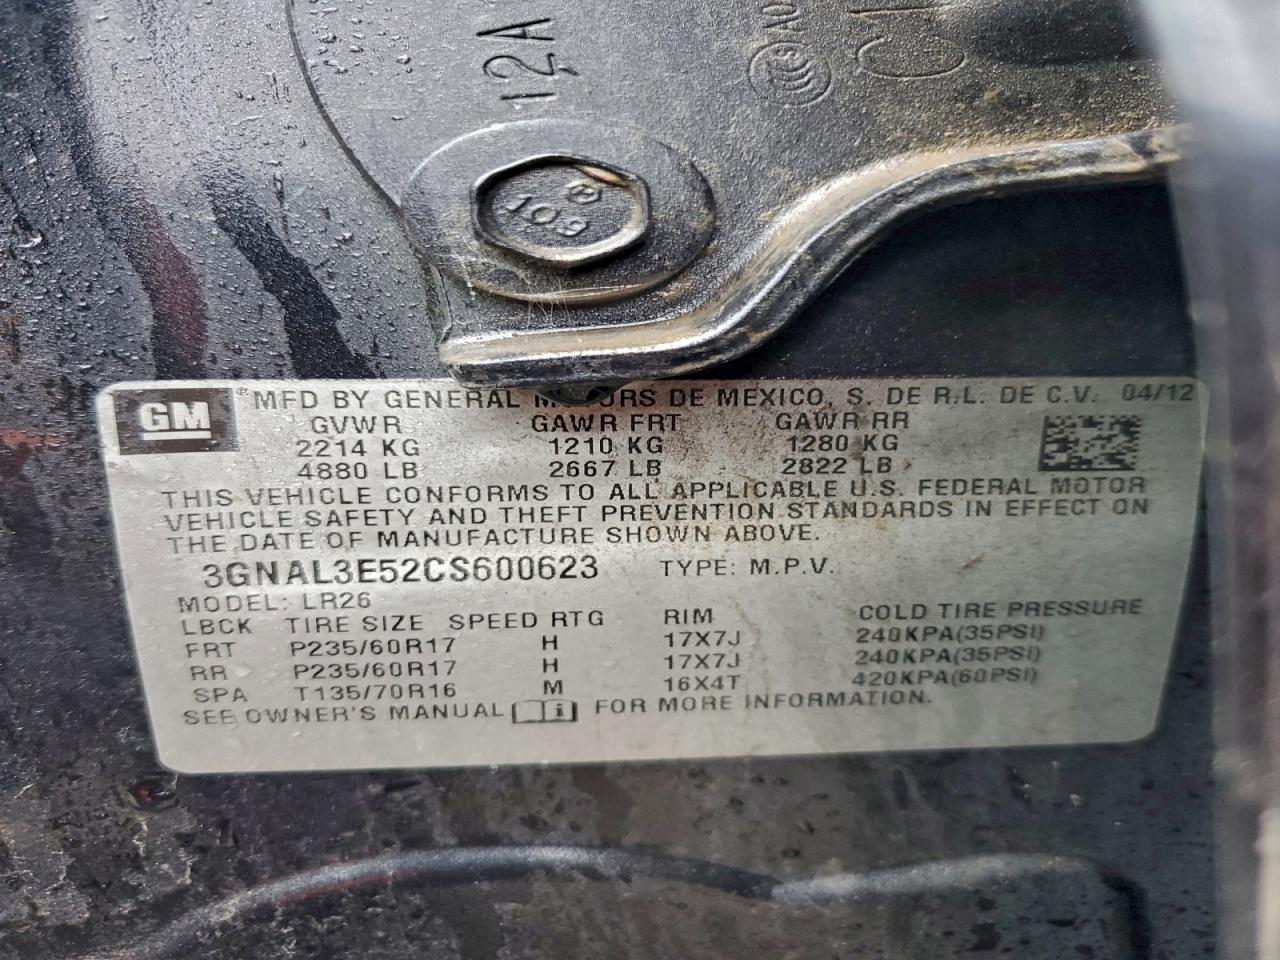 12A
10.9
GM
MFD BY GENERAL MOTORS DE MEXICO, S. DE R.L. DE C.V. 04/12
GVWR GAWR FRT GAWR RR
2214 KG 1210 KG 1280 KG
4880 LB 2667 LB 2822 LB
THIS VEHICLE CONFORMS TO ALL APPLICABLE U.S. FEDERAL MOTOR
VEHICLE SAFETY AND THEFT PREVENTION STANDARDS IN EFFECT ON
THE DATE OF MANUFACTURE SHOWN ABOVE.
3GNAL3E52CS600623 TYPE: M.P.V.
MODEL: LR26
LBCK TIRE SIZE SPEED RTG RIM COLD TIRE PRESSURE
FRT P235/60R17 H 17X7J 240KPA(35PSI)
RR P235/60R17 H 17X7J 240KPA(35PSI)
SPA T135/70R16 M 16X4T 420KPA(60PSI)
SEE OWNER'S MANUAL i FOR MORE INFORMATION.